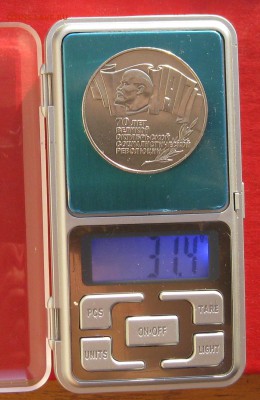 70 ЛЕТ
ВЕЛИКОЙ
ОКТЯБРЬСКОЙ
СОЦИАЛИСТИЧЕСКОЙ
РЕВОЛЮЦИИ
31.4
PCS
TARE
ON·OFF
UNITS
LIGHT